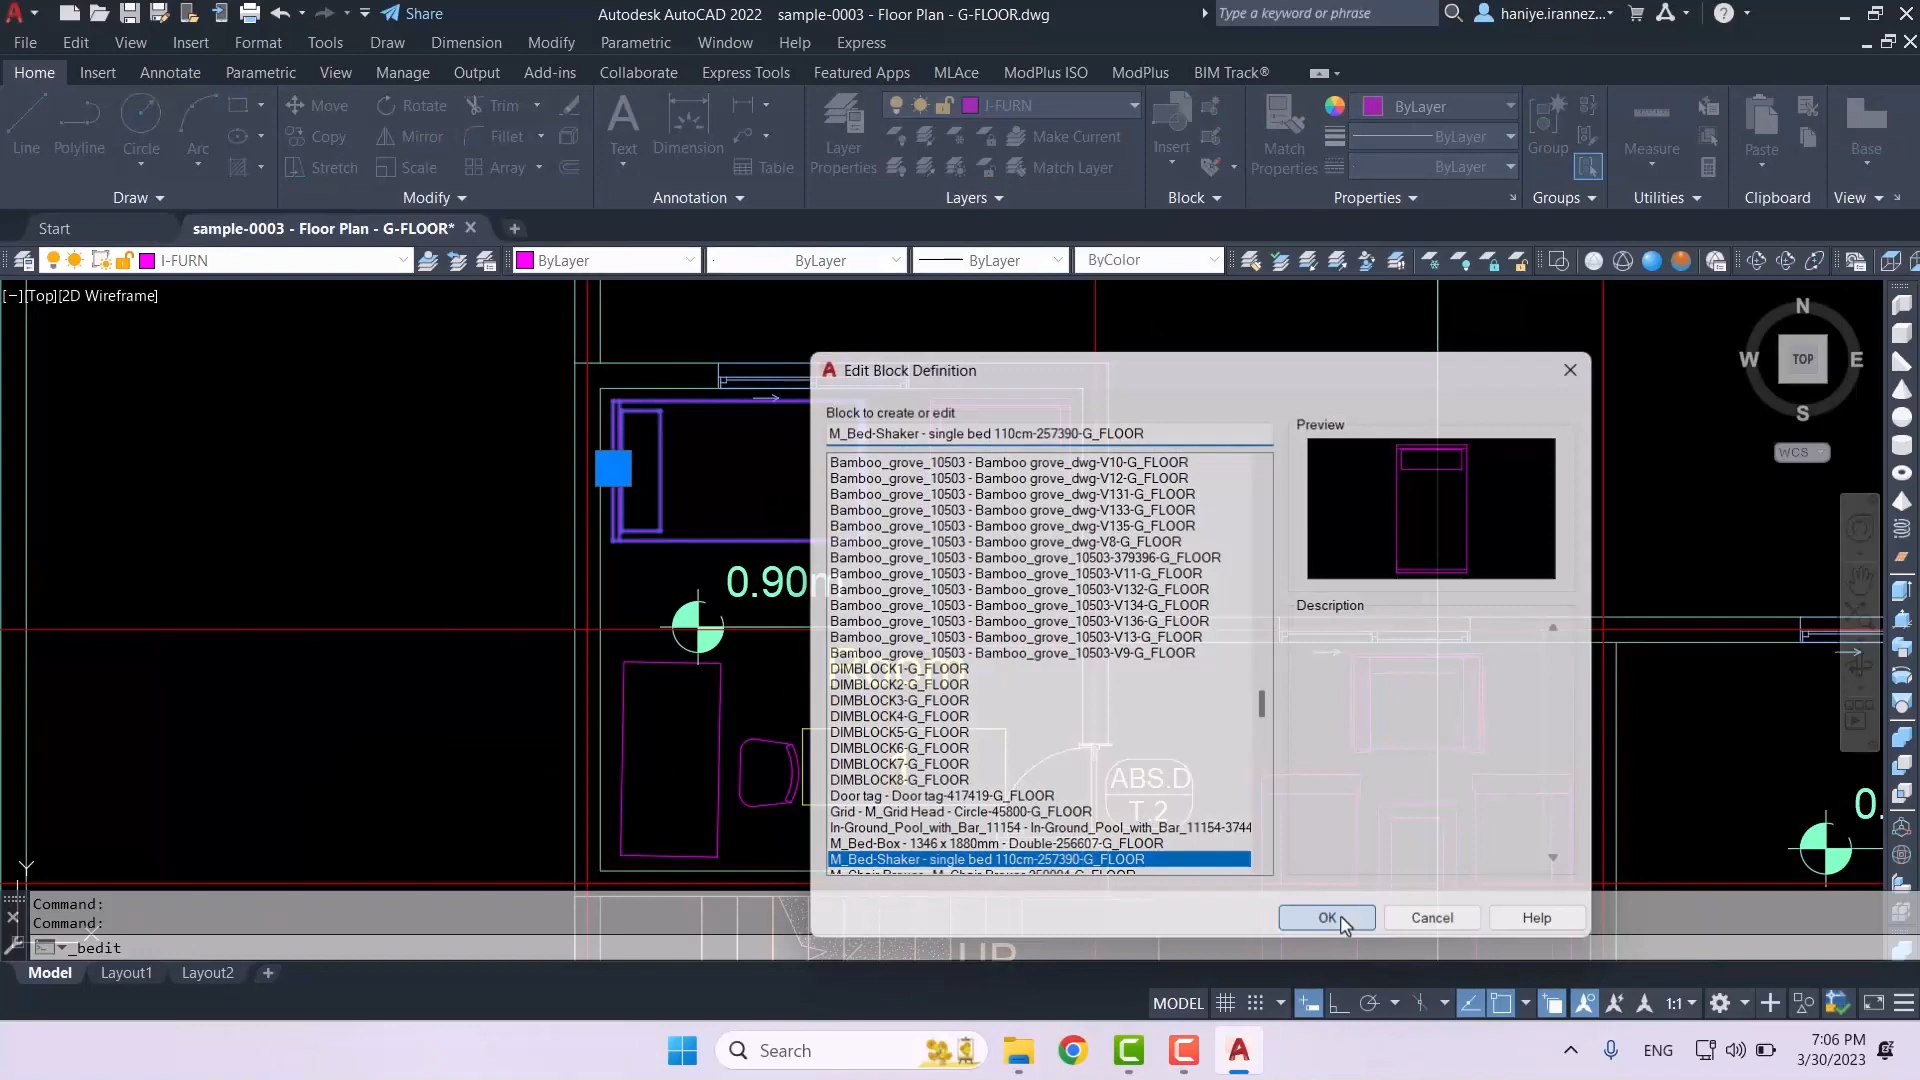 Share
Autodesk AutoCAD 2022 sample-0003 - Floor Plan - G-FLOOR.dwg
Type a keyword or phrase
haniye.irannez...
File Edit View Insert Format Tools Draw Dimension Modify Parametric Window Help Express
Home Insert Annotate Parametric View Manage Output Add-ins Collaborate Express Tools Featured Apps MLAce ModPlus ISO ModPlus BIM Track®
Move Rotate Trim I-FURN ByLayer
Copy Mirror Fillet Make Current ByLayer
Line Polyline Circle Arc Text Dimension Layer Properties Insert Match Properties Group Measure Paste Base
Stretch Scale Array Table Match Layer ByLayer
Draw Modify Annotation Layers Block Properties Groups Utilities Clipboard View
Start sample-0003 - Floor Plan - G-FLOOR*
I-FURN ByLayer ByLayer ByLayer ByColor
[−][Top][2D Wireframe]
N
W TOP E
S
WCS
Edit Block Definition
Block to create or edit
M_Bed-Shaker - single bed 110cm-257390-G_FLOOR
Preview
Bamboo_grove_10503 - Bamboo grove_dwg-V10-G_FLOOR
Bamboo_grove_10503 - Bamboo grove_dwg-V12-G_FLOOR
Bamboo_grove_10503 - Bamboo grove_dwg-V131-G_FLOOR
Bamboo_grove_10503 - Bamboo grove_dwg-V133-G_FLOOR
Bamboo_grove_10503 - Bamboo grove_dwg-V135-G_FLOOR
Bamboo_grove_10503 - Bamboo grove_dwg-V8-G_FLOOR
Bamboo_grove_10503 - Bamboo_grove_10503-379396-G_FLOOR
Bamboo_grove_10503 - Bamboo_grove_10503-V11-G_FLOOR
Bamboo_grove_10503 - Bamboo_grove_10503-V132-G_FLOOR
Bamboo_grove_10503 - Bamboo_grove_10503-V134-G_FLOOR
Bamboo_grove_10503 - Bamboo_grove_10503-V136-G_FLOOR
Bamboo_grove_10503 - Bamboo_grove_10503-V13-G_FLOOR
Bamboo_grove_10503 - Bamboo_grove_10503-V9-G_FLOOR
DIMBLOCK1-G_FLOOR
DIMBLOCK2-G_FLOOR
DIMBLOCK3-G_FLOOR
DIMBLOCK4-G_FLOOR
DIMBLOCK5-G_FLOOR
DIMBLOCK6-G_FLOOR
DIMBLOCK7-G_FLOOR
DIMBLOCK8-G_FLOOR
Door tag - Door tag-417419-G_FLOOR
Grid - M_Grid Head - Circle-45800-G_FLOOR
In-Ground_Pool_with_Bar_11154 - In-Ground_Pool_with_Bar_11154-3744
M_Bed-Box - 1346 x 1880mm - Double-256607-G_FLOOR
M_Bed-Shaker - single bed 110cm-257390-G_FLOOR
Description
OK Cancel Help
0.90m
Room
ABS.D
T.2
0.
UP
Command:
Command:
_bedit
Model Layout1 Layout2
MODEL 1:1
Search
ENG
7:06 PM
3/30/2023